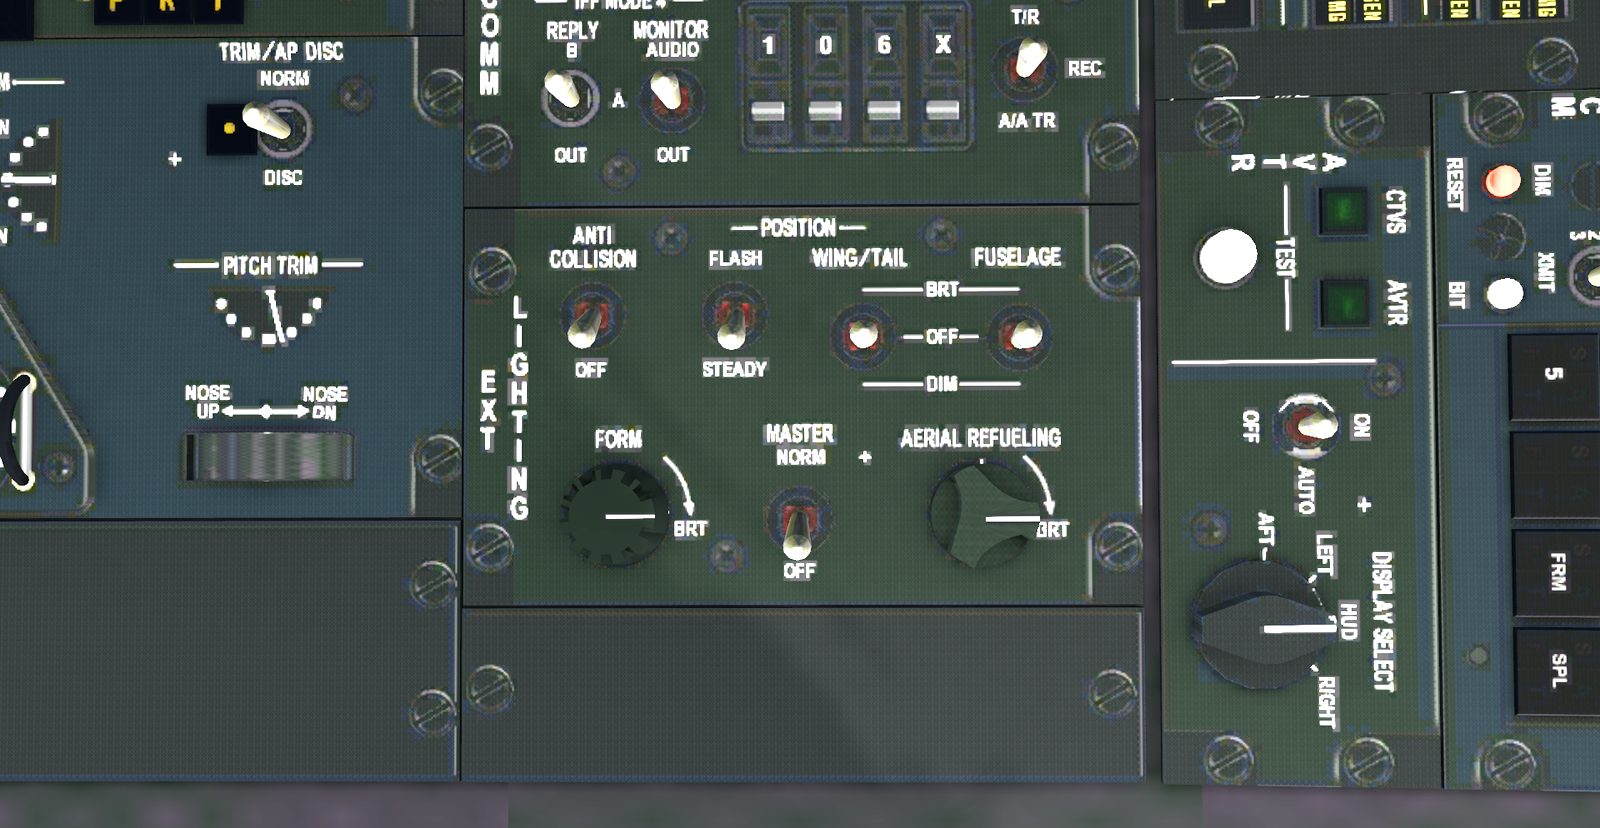 TRIM/AP DISC
NORM
DISC
PITCH TRIM
NOSE UP
NOSE DN
COMM
IFF MODE 4
REPLY
B
A
OUT
MONITOR
AUDIO
OUT
1 0 6 X
T/R
REC
A/A TR
EXT
LIGHTING
ANTI
COLLISION
OFF
POSITION
FLASH
STEADY
WING/TAIL
FUSELAGE
BRT
OFF
DIM
FORM
BRT
MASTER
NORM
OFF
AERIAL REFUELING
BRT
AVTR
TEST
CTVS
AVTR
OFF
ON
AUTO
DISPLAY SELECT
AFT
LEFT
HUD
RIGHT
RESET
DIM
BIT
XMIT
5
FRM
SPL